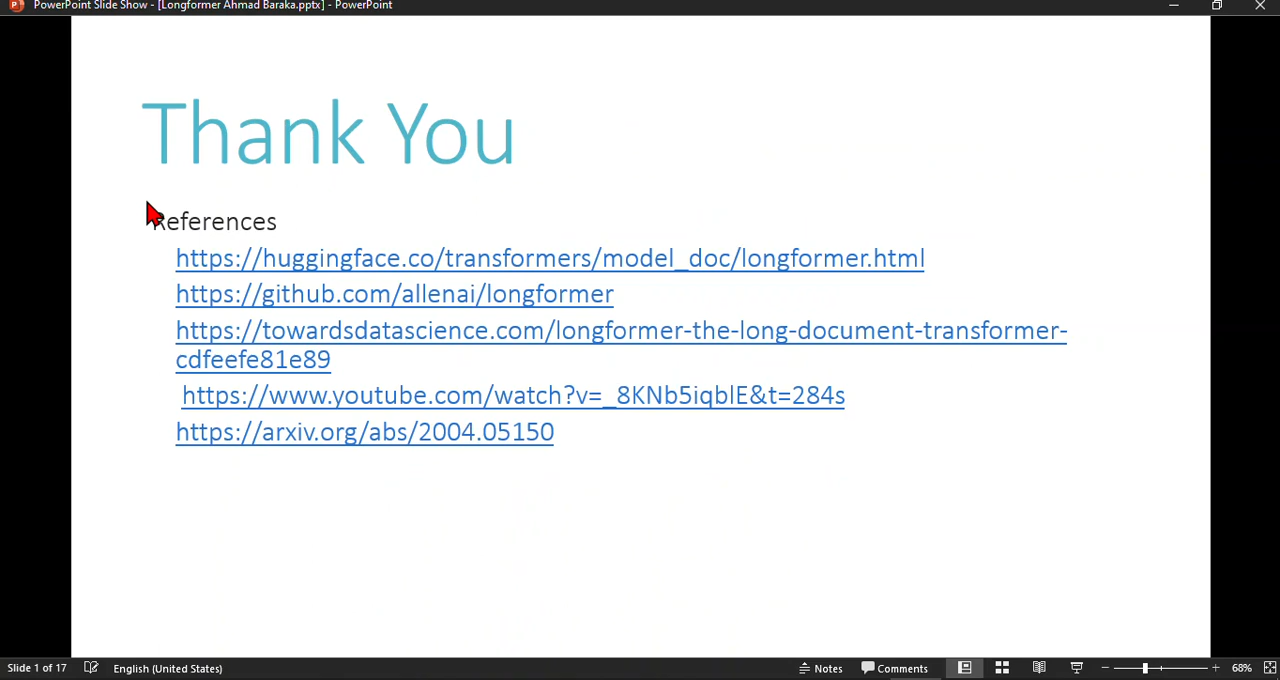 PowerPoint Slide Show - [Longformer Ahmad Baraka.pptx] - PowerPoint
Thank You
References
https://huggingface.co/transformers/model_doc/longformer.html
https://github.com/allenai/longformer
https://towardsdatascience.com/longformer-the-long-document-transformer-
cdfeefe81e89
https://www.youtube.com/watch?v=_8KNb5iqblE&t=284s
https://arxiv.org/abs/2004.05150
Slide 1 of 17 English (United States) Notes Comments 68%